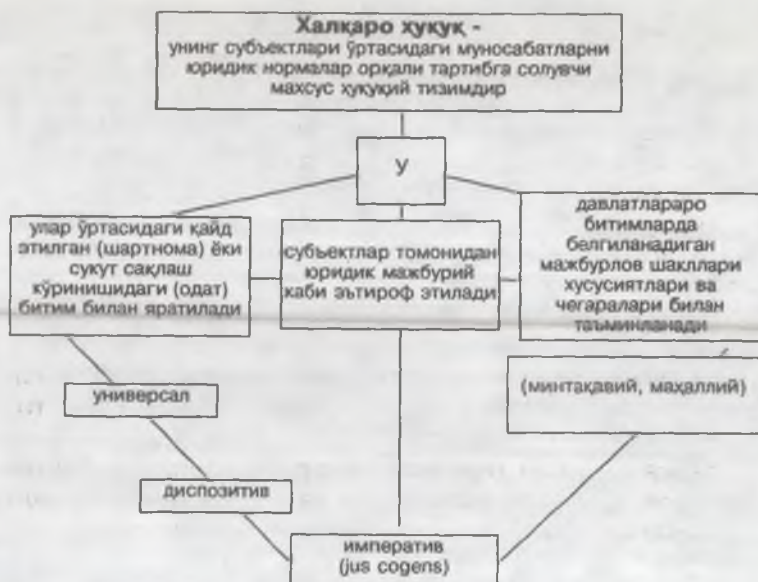 Халқаро ҳуқуқ -
унинг субъектлари ўртасидаги муносабатларни
юридик нормалар орқали тартибга солувчи
махсус ҳуқуқий тизимдир
У
улар ўртасидаги қайд
этилган (шартнома) ёки
сукут сақлаш
кўринишидаги (одат)
битим билан яратилади
субъектлар томонидан
юридик мажбурий
каби эътироф этилади
давлатлараро
битимларда
белгиланадиган
мажбурлов шакллари
хусусиятлари ва
чегаралари билан
таъминланади
универсал
(минтақавий, маҳаллий)
диспозитив
императив
(jus cogens)